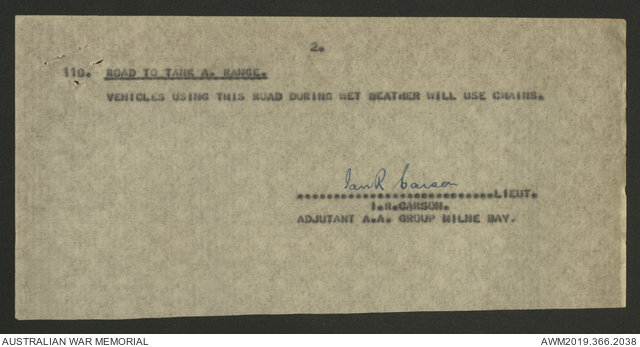 2.
110. ROAD TO TANK A. RANGE.
VEHICLES USING THIS ROAD DURING WET WEATHER WILL USE CHAINS.
Ian R Carson
..............................LIEUT.
I.R.CARSON.
ADJUTANT A.A. GROUP MILNE BAY.
AUSTRALIAN WAR MEMORIAL
AWM2019.366.2038